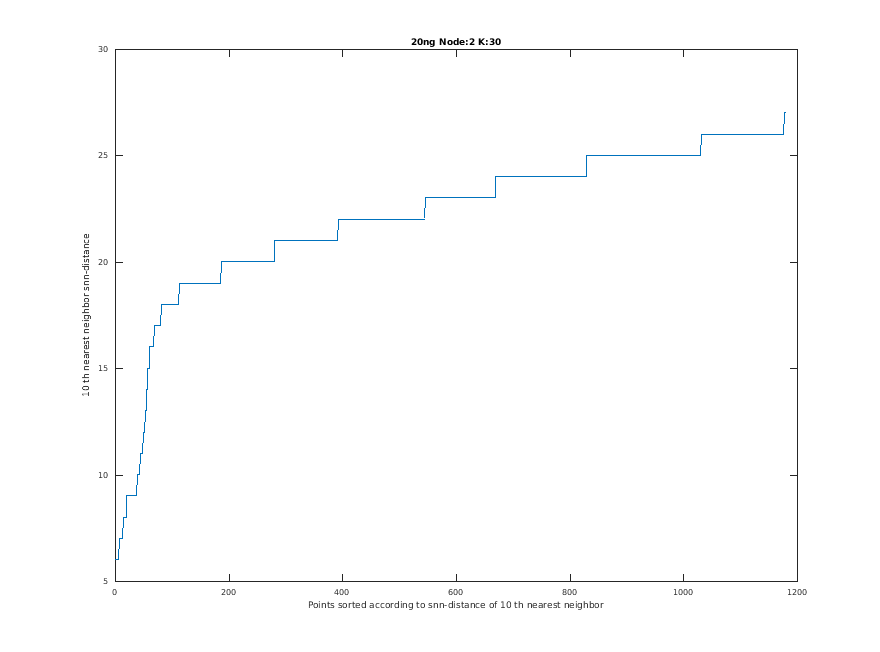 20ng Node:2 K:30
30
25
20
15
10
5
10 th nearest neighbor snn-distance
0 200 400 600 800 1000 1200
Points sorted according to snn-distance of 10 th nearest neighbor